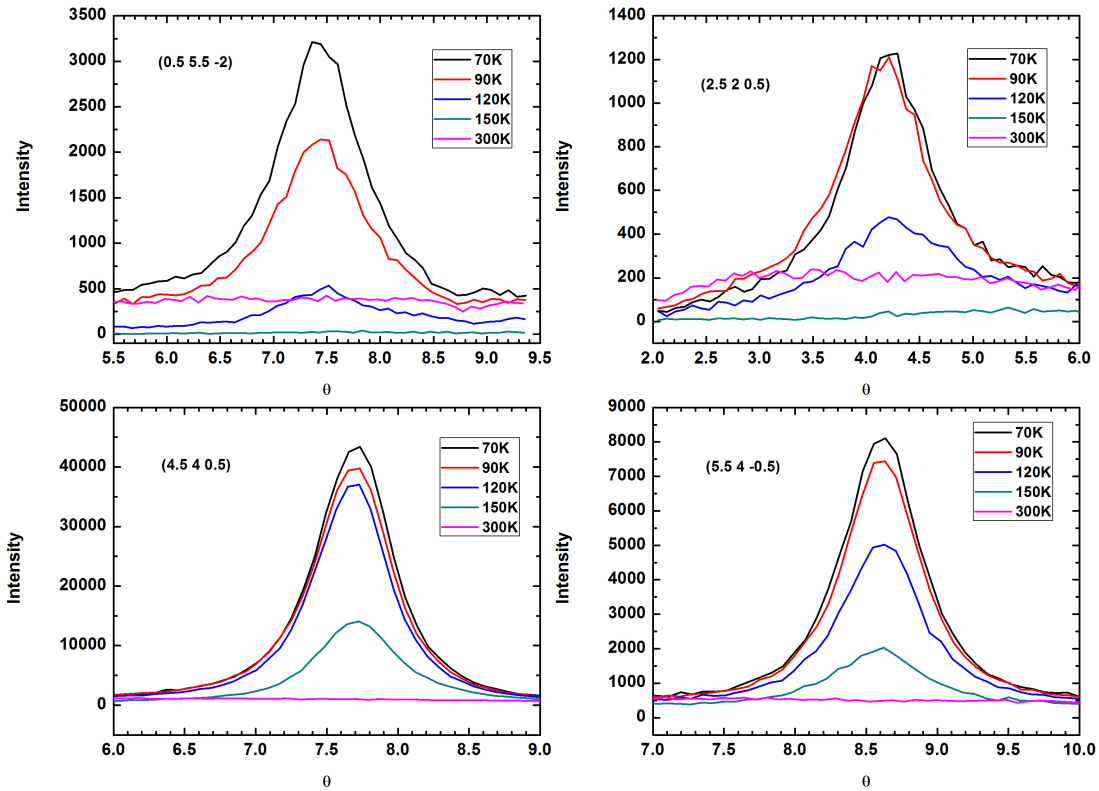 (0.5 5.5 -2)
70K
90K
120K
150K
300K
3500
3000
2500
2000
1500
1000
500
0
Intensity
5.5 6.0 6.5 7.0 7.5 8.0 8.5 9.0 9.5
θ
(2.5 2 0.5)
70K
90K
120K
150K
300K
1400
1200
1000
800
600
400
200
0
Intensity
2.0 2.5 3.0 3.5 4.0 4.5 5.0 5.5 6.0
θ
(4.5 4 0.5)
70K
90K
120K
150K
300K
50000
40000
30000
20000
10000
0
Intensity
6.0 6.5 7.0 7.5 8.0 8.5 9.0
θ
(5.5 4 -0.5)
70K
90K
120K
150K
300K
9000
8000
7000
6000
5000
4000
3000
2000
1000
0
Intensity
7.0 7.5 8.0 8.5 9.0 9.5 10.0
θ